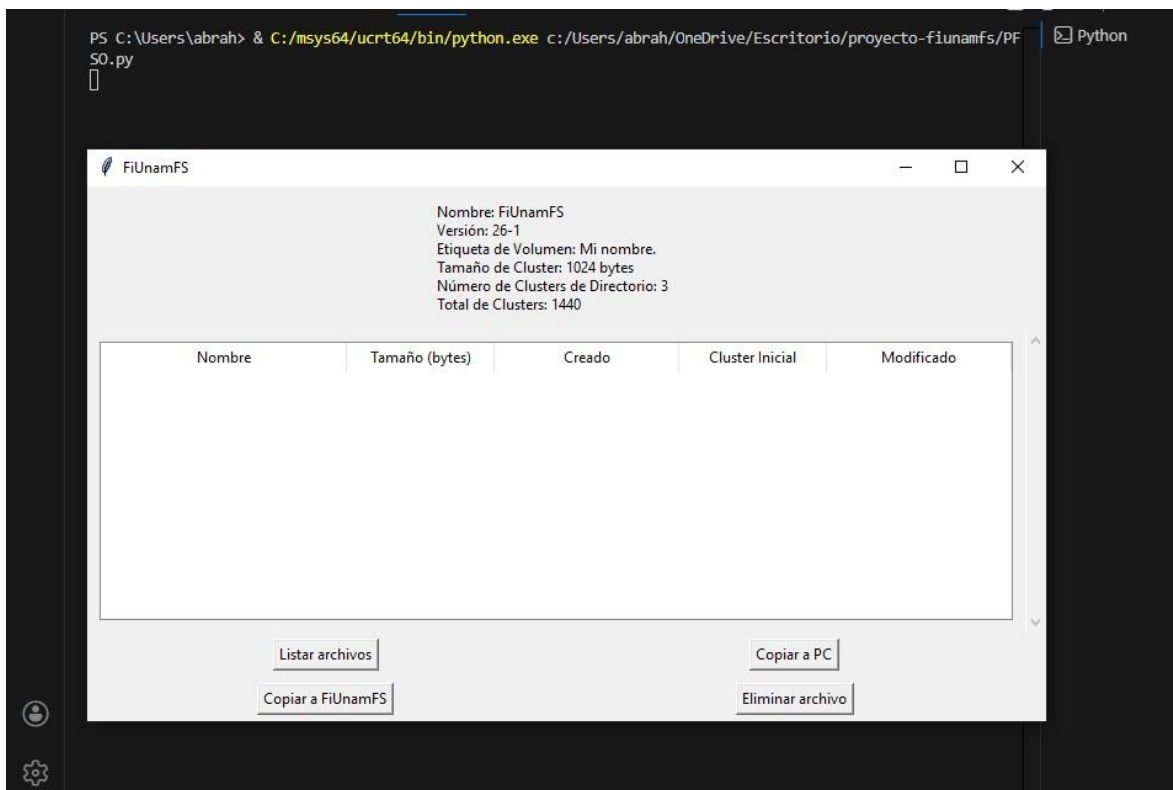 PS C:\Users\abrah> & C:/msys64/ucrt64/bin/python.exe c:/Users/abrah/OneDrive/Escritorio/proyecto-fiunamfs/PF
SO.py
Python
FiUnamFS
Nombre: FiUnamFS
Versión: 26-1
Etiqueta de Volumen: Mi nombre.
Tamaño de Cluster: 1024 bytes
Número de Clusters de Directorio: 3
Total de Clusters: 1440
Nombre Tamaño (bytes) Creado Cluster Inicial Modificado
Listar archivos Copiar a PC
Copiar a FiUnamFS Eliminar archivo